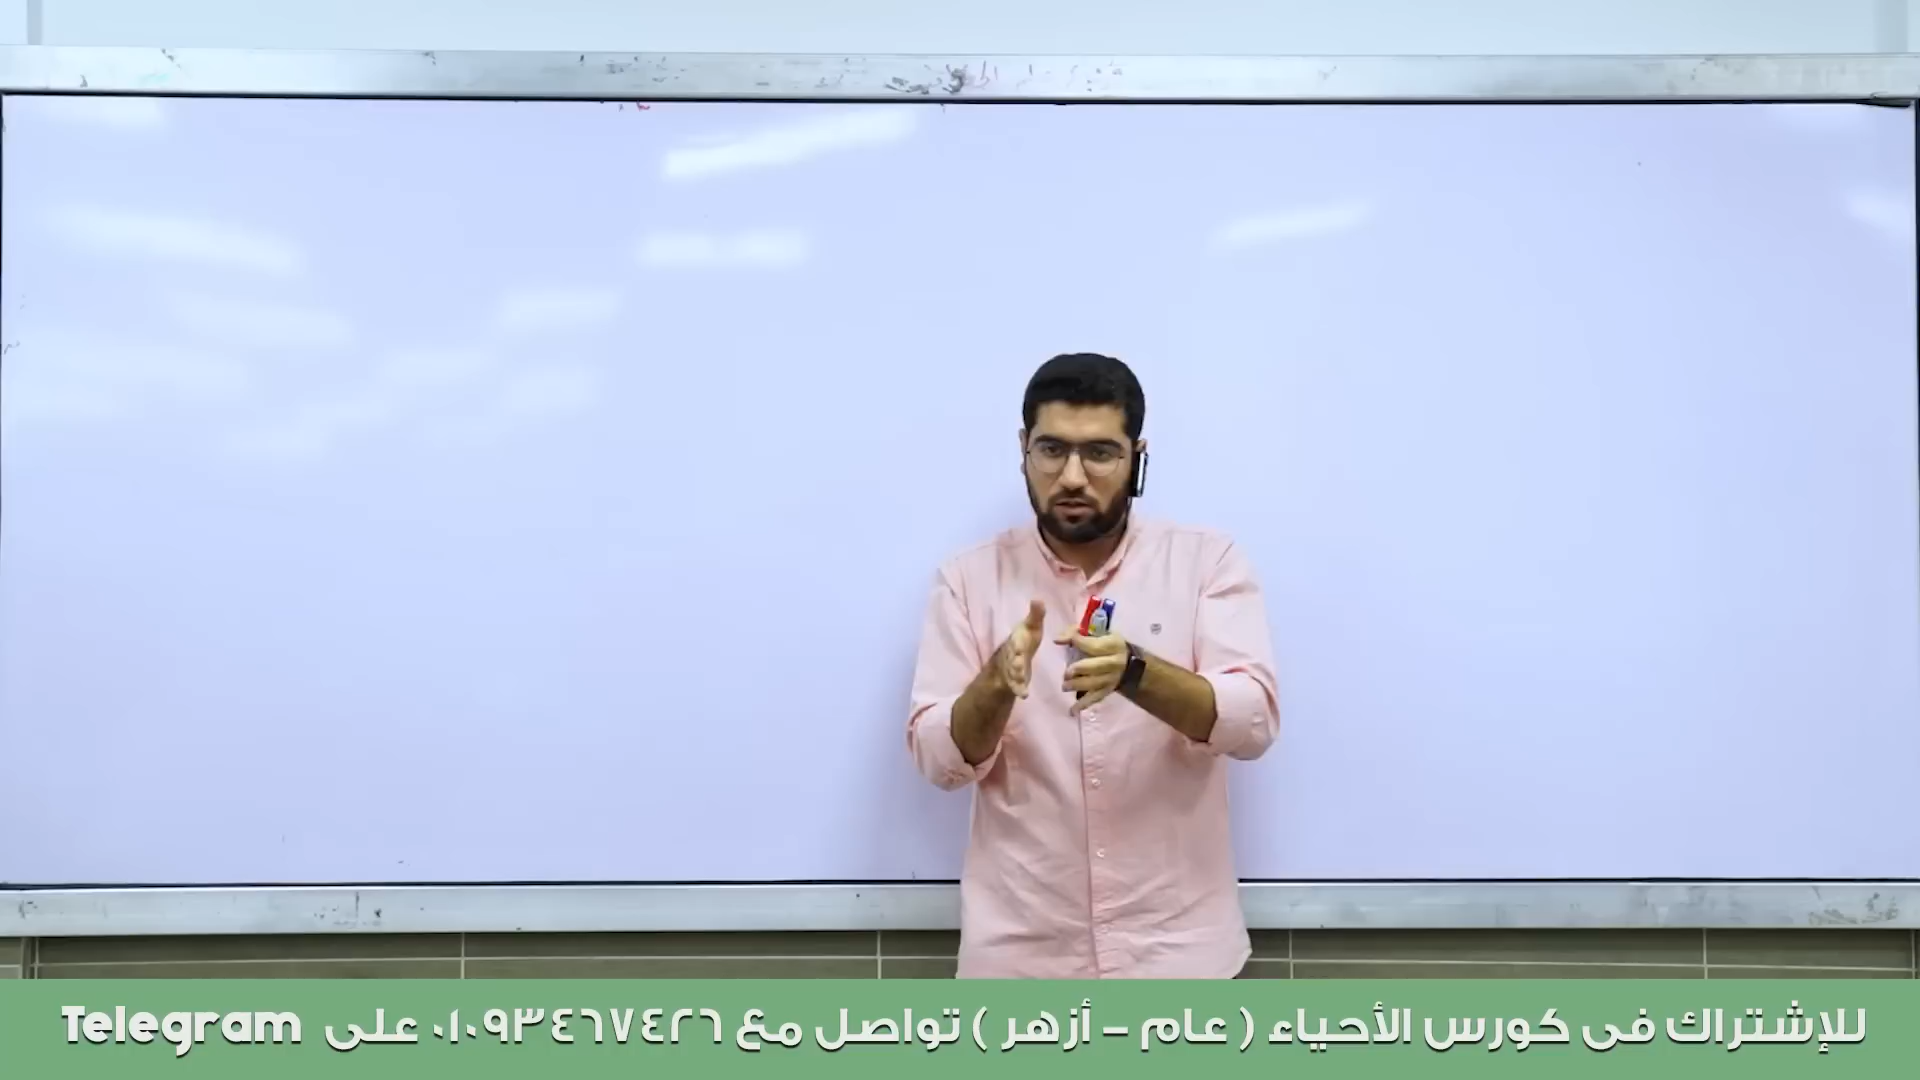 للإشتراك فى كورس الأحياء ( عام - أزهر ) تواصل مع ٠١٠٩٣٤٦٧٤٢٦ على Telegram